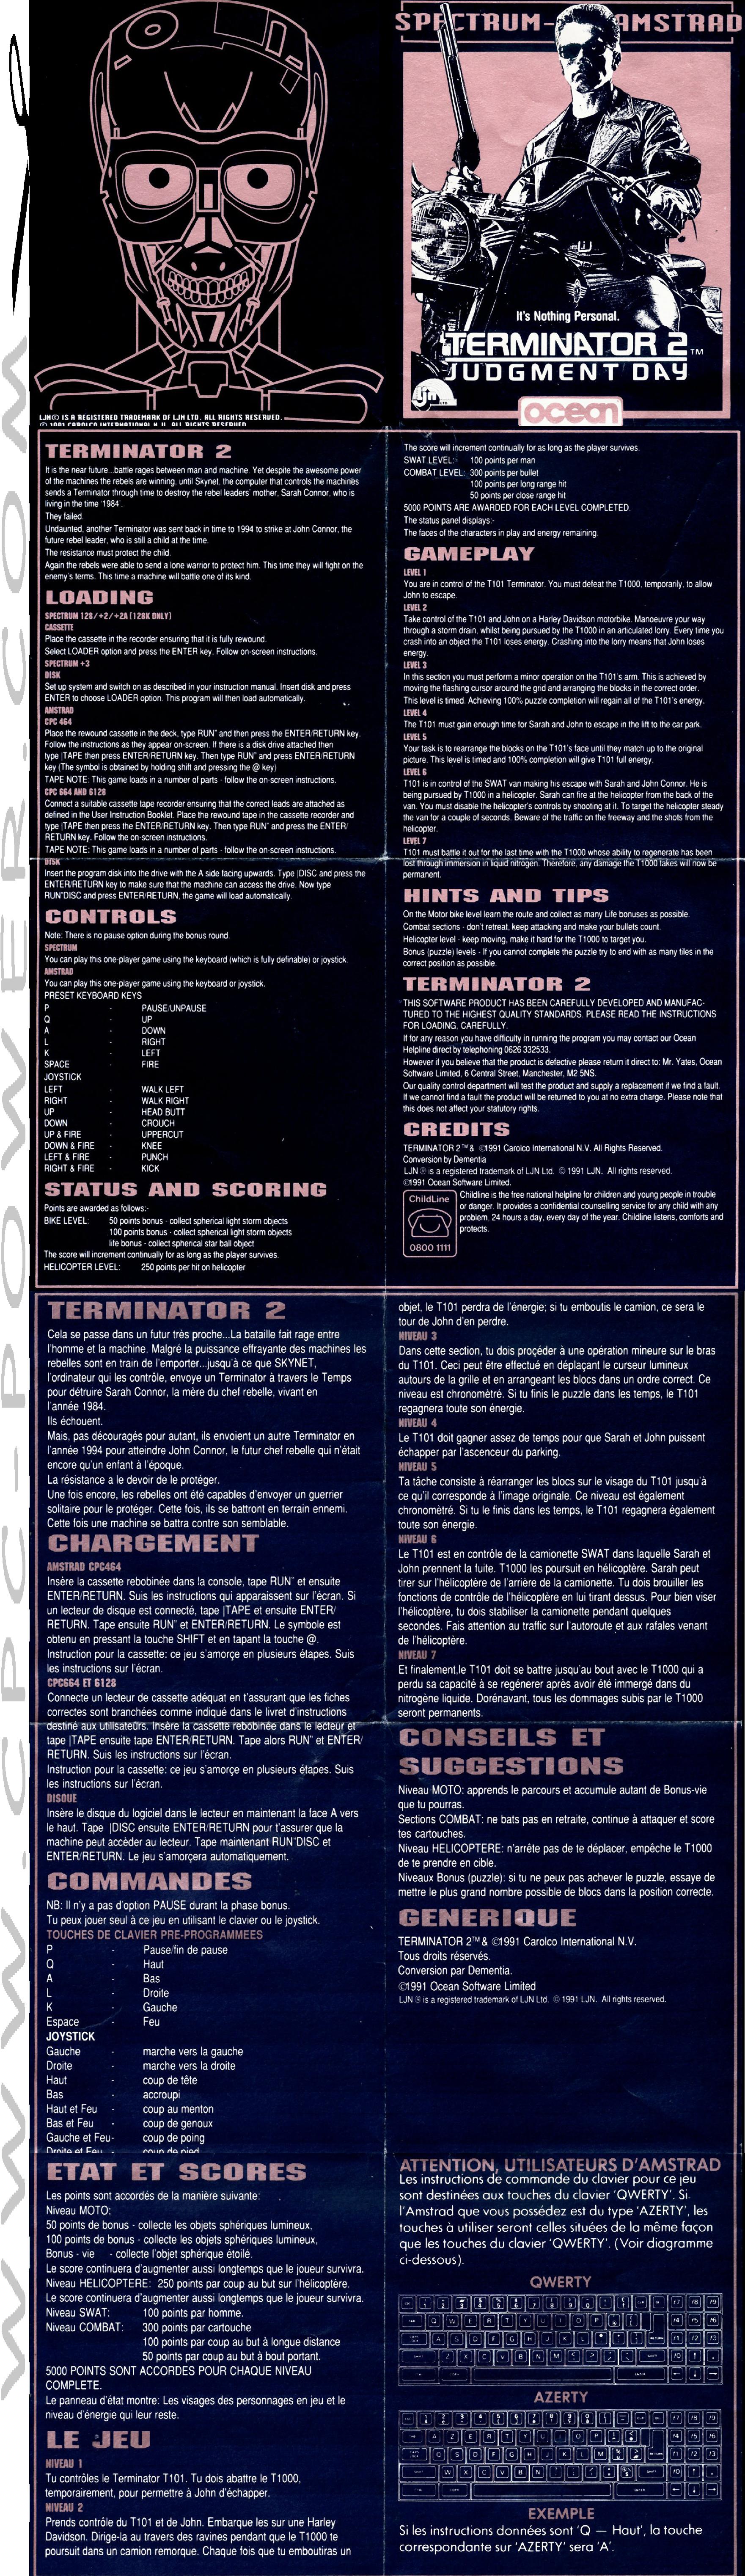 WWW.CPC-POWER.COM
SPECTRUM-AMSTRAD
It's Nothing Personal.
TERMINATOR 2 ™
JUDGMENT DAY
LJN LTD.
ocean
LJN® IS A REGISTERED TRADEMARK OF LJN LTD. ALL RIGHTS RESERVED.
© 1991 CAROLCO INTERNATIONAL N.V. ALL RIGHTS RESERVED
TERMINATOR 2
It is the near future...battle rages between man and machine. Yet despite the awesome power
of the machines the rebels are winning, until Skynet, the computer that controls the machines
sends a Terminator through time to destroy the rebel leaders' mother, Sarah Connor, who is
living in the time '1984'.
They failed.
Undaunted, another Terminator was sent back in time to 1994 to strike at John Connor, the
future rebel leader, who is still a child at the time.
The resistance must protect the child.
Again the rebels were able to send a lone warrior to protect him. This time they will fight on the
enemy's terms. This time a machine will battle one of its kind.
LOADING
SPECTRUM 128/+2/+2A (128K ONLY)
CASSETTE
Place the cassette in the recorder ensuring that it is fully rewound.
Select LOADER option and press the ENTER key. Follow on-screen instructions.
SPECTRUM +3
DISK
Set up system and switch on as described in your instruction manual. Insert disk and press
ENTER to choose LOADER option. This program will then load automatically.
AMSTRAD
CPC 464
Place the rewound cassette in the deck, type RUN" and then press the ENTER/RETURN key.
Follow the instructions as they appear on-screen. If there is a disk drive attached then
type |TAPE then press ENTER/RETURN key. Then type RUN" and press ENTER/RETURN
key (The symbol is obtained by holding shift and pressing the @ key)
TAPE NOTE: This game loads in a number of parts - follow the on-screen instructions.
CPC 664 AND 6128
Connect a suitable cassette tape recorder ensuring that the correct leads are attached as
defined in the User Instruction Booklet. Place the rewound tape in the cassette recorder and
type |TAPE then press the ENTER/RETURN key. Then type RUN" and press the ENTER/
RETURN key. Follow the on-screen instructions.
TAPE NOTE: This game loads in a number of parts - follow the on-screen instructions.
DISK
Insert the program disk into the drive with the A side facing upwards. Type |DISC and press the
ENTER/RETURN key to make sure that the machine can access the drive. Now type
RUN"DISC and press ENTER/RETURN, the game will load automatically.
CONTROLS
Note: There is no pause option during the bonus round.
SPECTRUM
You can play this one-player game using the keyboard (which is fully definable) or joystick.
AMSTRAD
You can play this one-player game using the keyboard or joystick.
PRESET KEYBOARD KEYS
P - PAUSE/UNPAUSE
Q - UP
A - DOWN
L - RIGHT
K - LEFT
SPACE - FIRE
JOYSTICK
LEFT - WALK LEFT
RIGHT - WALK RIGHT
UP - HEAD BUTT
DOWN - CROUCH
UP & FIRE - UPPERCUT
DOWN & FIRE - KNEE
LEFT & FIRE - PUNCH
RIGHT & FIRE - KICK
STATUS AND SCORING
Points are awarded as follows:-
BIKE LEVEL: 50 points bonus - collect spherical light storm objects
100 points bonus - collect spherical light storm objects
life bonus - collect spherical star ball object
The score will increment continually for as long as the player survives.
HELICOPTER LEVEL: 250 points per hit on helicopter
The score will increment continually for as long as the player survives.
SWAT LEVEL: 100 points per man
COMBAT LEVEL: 300 points per bullet
100 points per long range hit
50 points per close range hit
5000 POINTS ARE AWARDED FOR EACH LEVEL COMPLETED.
The status panel displays:-
The faces of the characters in play and energy remaining.
GAMEPLAY
LEVEL 1
You are in control of the T101 Terminator. You must defeat the T1000, temporarily, to allow
John to escape.
LEVEL 2
Take control of the T101 and John on a Harley Davidson motorbike. Manoeuvre your way
through a storm drain, whilst being pursued by the T1000 in an articulated lorry. Every time you
crash into an object the T101 loses energy. Crashing into the lorry means that John loses
energy.
LEVEL 3
In this section you must perform a minor operation on the T101's arm. This is achieved by
moving the flashing cursor around the grid and arranging the blocks in the correct order.
This level is timed. Achieving 100% puzzle completion will regain all of the T101's energy.
LEVEL 4
The T101 must gain enough time for Sarah and John to escape in the lift to the car park.
LEVEL 5
Your task is to rearrange the blocks on the T101's face until they match up to the original
picture. This level is timed and 100% completion will give T101 full energy.
LEVEL 6
T101 is in control of the SWAT van making his escape with Sarah and John Connor. He is
being pursued by T1000 in a helicopter. Sarah can fire at the helicopter from the back of the
van. You must disable the helicopter's controls by shooting at it. To target the helicopter steady
the van for a couple of seconds. Beware of the traffic on the freeway and the shots from the
helicopter.
LEVEL 7
T101 must battle it out for the last time with the T1000 whose ability to regenerate has been
lost through immersion in liquid nitrogen. Therefore, any damage the T1000 takes will now be
permanent.
HINTS AND TIPS
On the Motor bike level learn the route and collect as many Life bonuses as possible.
Combat sections - don't retreat, keep attacking and make your bullets count.
Helicopter level - keep moving, make it hard for the T1000 to target you.
Bonus (puzzle) levels - If you cannot complete the puzzle try to end with as many tiles in the
correct position as possible.
TERMINATOR 2
THIS SOFTWARE PRODUCT HAS BEEN CAREFULLY DEVELOPED AND MANUFAC-
TURED TO THE HIGHEST QUALITY STANDARDS. PLEASE READ THE INSTRUCTIONS
FOR LOADING, CAREFULLY.
If for any reason you have difficulty in running the program you may contact our Ocean
Helpline direct by telephoning 0626 332533.
However if you believe that the product is defective please return it direct to: Mr. Yates, Ocean
Software Limited, 6 Central Street, Manchester, M2 5NS.
Our quality control department will test the product and supply a replacement if we find a fault.
If we cannot find a fault the product will be returned to you at no extra charge. Please note that
this does not affect your statutory rights.
CREDITS
TERMINATOR 2™ & ©1991 Carolco International N.V. All Rights Reserved.
Conversion by Dementia
LJN ® is a registered trademark of LJN Ltd. © 1991 LJN. All rights reserved.
©1991 Ocean Software Limited.
ChildLine
0800 1111
Childline is the free national helpline for children and young people in trouble
or danger. It provides a confidential counselling service for any child with any
problem, 24 hours a day, every day of the year. Childline listens, comforts and
protects.
TERMINATOR 2
Cela se passe dans un futur très proche...La bataille fait rage entre
l'homme et la machine. Malgré la puissance effrayante des machines les
rebelles sont en train de l'emporter...jusqu'à ce que SKYNET,
l'ordinateur qui les contrôle, envoye un Terminator à travers le Temps
pour détruire Sarah Connor, la mère du chef rebelle, vivant en
l'année 1984.
Ils échouent.
Mais, pas découragés pour autant, ils envoient un autre Terminator en
l'année 1994 pour atteindre John Connor, le futur chef rebelle qui n'était
encore qu'un enfant à l'époque.
La résistance a le devoir de le protéger.
Une fois encore, les rebelles ont été capables d'envoyer un guerrier
solitaire pour le protéger. Cette fois, ils se battront en terrain ennemi.
Cette fois une machine se battra contre son semblable.
CHARGEMENT
AMSTRAD CPC464
Insère la cassette rebobinée dans la console, tape RUN" et ensuite
ENTER/RETURN. Suis les instructions qui apparaissent sur l'écran. Si
un lecteur de disque est connecté, tape |TAPE et ensuite ENTER/
RETURN. Tape ensuite RUN" et ENTER/RETURN. Le symbole est
obtenu en pressant la touche SHIFT et en tapant la touche @.
Instruction pour la cassette: ce jeu s'amorçe en plusieurs étapes. Suis
les instructions sur l'écran.
CPC664 ET 6128
Connecte un lecteur de cassette adéquat en t'assurant que les fiches
correctes sont branchées comme indiqué dans le livret d'instructions
destiné aux utilisateurs. Insère la cassette rebobinée dans le lecteur et
tape |TAPE ensuite tape ENTER/RETURN. Tape alors RUN" et ENTER/
RETURN. Suis les instructions sur l'écran.
Instruction pour la cassette: ce jeu s'amorçe en plusieurs étapes. Suis
les instructions sur l'écran.
DISQUE
Insère le disque du logiciel dans le lecteur en maintenant la face A vers
le haut. Tape |DISC ensuite ENTER/RETURN pour t'assurer que la
machine peut accèder au lecteur. Tape maintenant RUN"DISC et
ENTER/RETURN. Le jeu s'amorçera automatiquement.
COMMANDES
NB: Il n'y a pas d'option PAUSE durant la phase bonus.
Tu peux jouer seul à ce jeu en utilisant le clavier ou le joystick.
TOUCHES DE CLAVIER PRE-PROGRAMMEES
P - Pause/fin de pause
Q - Haut
A - Bas
L - Droite
K - Gauche
Espace - Feu
JOYSTICK
Gauche - marche vers la gauche
Droite - marche vers la droite
Haut - coup de tête
Bas - accroupi
Haut et Feu - coup au menton
Bas et Feu - coup de genoux
Gauche et Feu- coup de poing
Droite et Feu - coup de pied
ETAT ET SCORES
Les points sont accordés de la manière suivante:
Niveau MOTO:
50 points de bonus - collecte les objets sphériques lumineux,
100 points de bonus - collecte les objets sphériques lumineux,
Bonus - vie - collecte l'objet sphérique étoilé.
Le score continuera d'augmenter aussi longtemps que le joueur survivra.
Niveau HELICOPTERE: 250 points par coup au but sur l'hélicoptère.
Le score continuera d'augmenter aussi longtemps que le joueur survivra.
Niveau SWAT: 100 points par homme.
Niveau COMBAT: 300 points par cartouche
100 points par coup au but à longue distance
50 points par coup au but à bout portant.
5000 POINTS SONT ACCORDES POUR CHAQUE NIVEAU
COMPLETE.
Le panneau d'état montre: Les visages des personnages en jeu et le
niveau d'énergie qui leur reste.
LE JEU
NIVEAU 1
Tu contrôles le Terminator T101. Tu dois abattre le T1000,
temporairement, pour permettre à John d'échapper.
NIVEAU 2
Prends contrôle du T101 et de John. Embarque les sur une Harley
Davidson. Dirige-la au travers des ravines pendant que le T1000 te
poursuit dans un camion remorque. Chaque fois que tu emboutiras un
objet, le T101 perdra de l'énergie; si tu emboutis le camion, ce sera le
tour de John d'en perdre.
NIVEAU 3
Dans cette section, tu dois proçéder à une opération mineure sur le bras
du T101. Ceci peut être effectué en déplaçant le curseur lumineux
autours de la grille et en arrangeant les blocs dans un ordre correct. Ce
niveau est chronomètré. Si tu finis le puzzle dans les temps, le T101
regagnera toute son énergie.
NIVEAU 4
Le T101 doit gagner assez de temps pour que Sarah et John puissent
échapper par l'ascenceur du parking.
NIVEAU 5
Ta tâche consiste à réarranger les blocs sur le visage du T101 jusqu'à
ce qu'il corresponde à l'image originale. Ce niveau est également
chronomètré. Si tu le finis dans les temps, le T101 regagnera également
toute son énergie.
NIVEAU 6
Le T101 est en contrôle de la camionette SWAT dans laquelle Sarah et
John prennent la fuite. T1000 les poursuit en hélicoptère. Sarah peut
tirer sur l'hélicoptère de l'arrière de la camionette. Tu dois brouiller les
fonctions de contrôle de l'hélicoptère en lui tirant dessus. Pour bien viser
l'hélicoptère, tu dois stabiliser la camionette pendant quelques
secondes. Fais attention au traffic sur l'autoroute et aux rafales venant
de l'hélicoptère.
NIVEAU 7
Et finalement,le T101 doit se battre jusqu'au bout avec le T1000 qui a
perdu sa capacité à se regénerer après avoir été immergé dans du
nitrogène liquide. Dorénavant, tous les dommages subis par le T1000
seront permanents.
CONSEILS ET
SUGGESTIONS
Niveau MOTO: apprends le parcours et accumule autant de Bonus-vie
que tu pourras.
Sections COMBAT: ne bats pas en retraite, continue à attaquer et score
tes cartouches.
Niveau HELICOPTERE: n'arrête pas de te déplacer, empêche le T1000
de te prendre en cible.
Niveaux Bonus (puzzle): si tu ne peux pas achever le puzzle, essaye de
mettre le plus grand nombre possible de blocs dans la position correcte.
GENERIQUE
TERMINATOR 2™ & ©1991 Carolco International N.V.
Tous droits réservés.
Conversion par Dementia.
©1991 Ocean Software Limited
LJN ® is a registered trademark of LJN Ltd. © 1991 LJN. All rights reserved.
ATTENTION, UTILISATEURS D'AMSTRAD
Les instructions de commande du clavier pour ce jeu
sont destinées aux touches du clavier 'QWERTY'. Si
l'Amstrad que vous possédez est du type 'AZERTY', les
touches à utiliser seront celles situées de la même façon
que les touches du clavier 'QWERTY'. (Voir diagramme
ci-dessous).
QWERTY
Q W E R T Y U I O P
A S D F G H J K L
Z X C V B N M
AZERTY
A Z E R T Y U I O P
Q S D F G H J K L M
W X C V B N
EXEMPLE
Si les instructions données sont 'Q — Haut', la touche
correspondante sur 'AZERTY' sera 'A'.